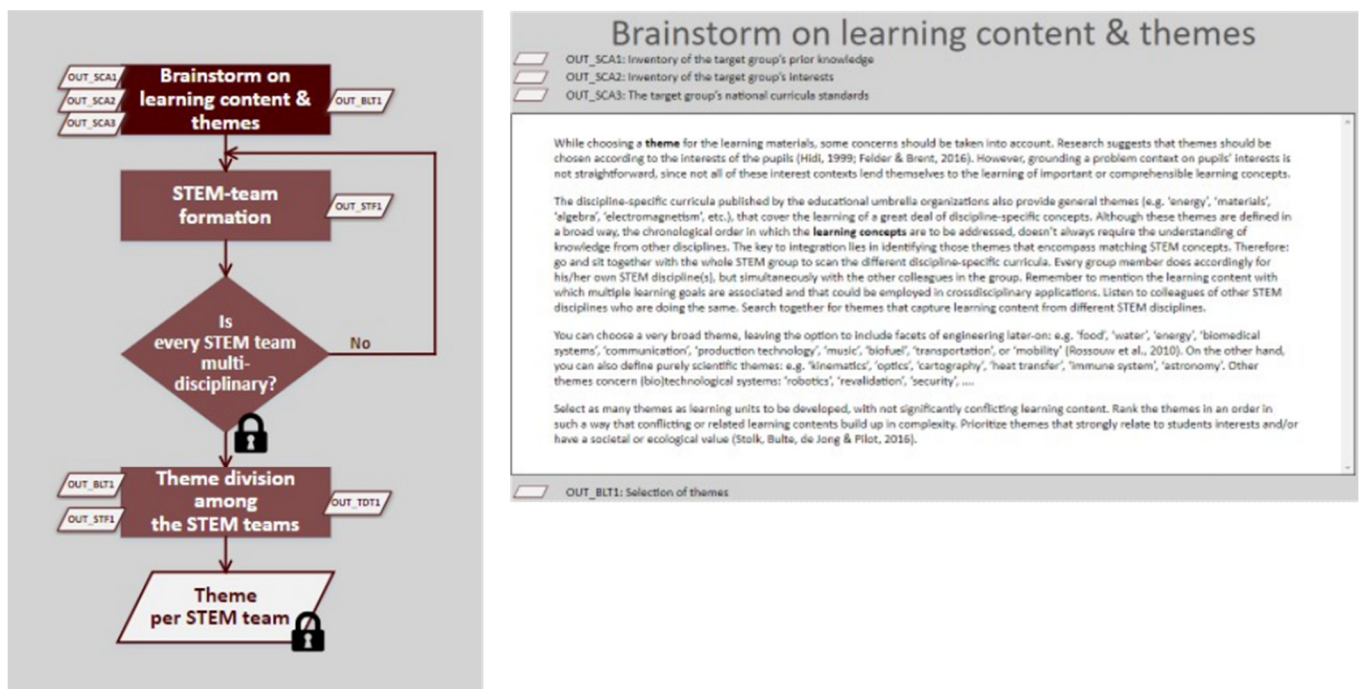 OUT_SCA1
OUT_SCA2
OUT_SCA3
Brainstorm on
learning content &
themes
OUT_BLT1
STEM-team
formation
OUT_STF1
Is
every STEM team
multi-
disciplinary?
No
OUT_BLT1
OUT_STF1
Theme division
among
the STEM teams
OUT_TDT1
Theme
per STEM team
Brainstorm on learning content & themes
OUT_SCA1: Inventory of the target group's prior knowledge
OUT_SCA2: Inventory of the target group's interests
OUT_SCA3: The target group's national curricula standards
While choosing a theme for the learning materials, some concerns should be taken into account. Research suggests that themes should be
chosen according to the interests of the pupils (Hidi, 1999; Felder & Brent, 2016). However, grounding a problem context on pupils' interests is
not straightforward, since not all of these interest contexts lend themselves to the learning of important or comprehensible learning concepts.
The discipline-specific curricula published by the educational umbrella organizations also provide general themes (e.g. 'energy', 'materials',
'algebra', 'electromagnetism', etc.), that cover the learning of a great deal of discipline-specific concepts. Although these themes are defined in
a broad way, the chronological order in which the learning concepts are to be addressed, doesn't always require the understanding of
knowledge from other disciplines. The key to integration lies in identifying those themes that encompass matching STEM concepts. Therefore:
go and sit together with the whole STEM group to scan the different discipline-specific curricula. Every group member does accordingly for
his/her own STEM discipline(s), but simultaneously with the other colleagues in the group. Remember to mention the learning content with
which multiple learning goals are associated and that could be employed in crossdisciplinary applications. Listen to colleagues of other STEM
disciplines who are doing the same. Search together for themes that capture learning content from different STEM disciplines.
You can choose a very broad theme, leaving the option to include facets of engineering later-on: e.g. 'food', 'water', 'energy', 'biomedical
systems', 'communication', 'production technology', 'music', 'biofuel', 'transportation', or 'mobility' (Rossouw et al., 2010). On the other hand,
you can also define purely scientific themes: e.g. 'kinematics', 'optics', 'cartography', 'heat transfer', 'immune system', 'astronomy'. Other
themes concern (bio)technological systems: 'robotics', 'revalidation', 'security', ....
Select as many themes as learning units to be developed, with not significantly conflicting learning content. Rank the themes in an order in
such a way that conflicting or related learning contents build up in complexity. Prioritize themes that strongly relate to students interests and/or
have a societal or ecological value (Stolk, Bulte, de Jong & Pilot, 2016).
OUT_BLT1: Selection of themes